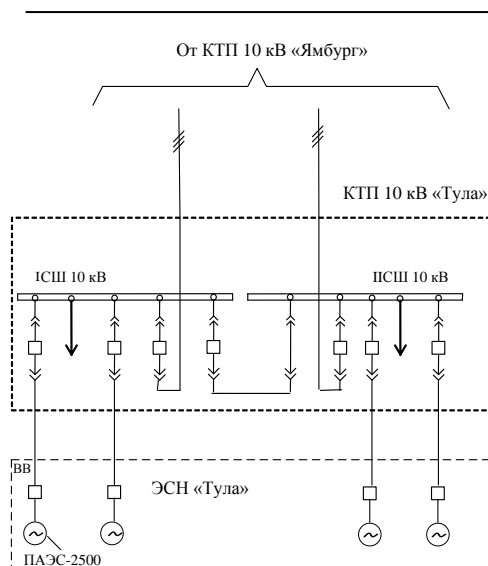 От КТП 10 кВ «Ямбург»
КТП 10 кВ «Тула»
IСШ 10 кВ
IIСШ 10 кВ
ВВ
ЭСН «Тула»
ПАЭС-2500